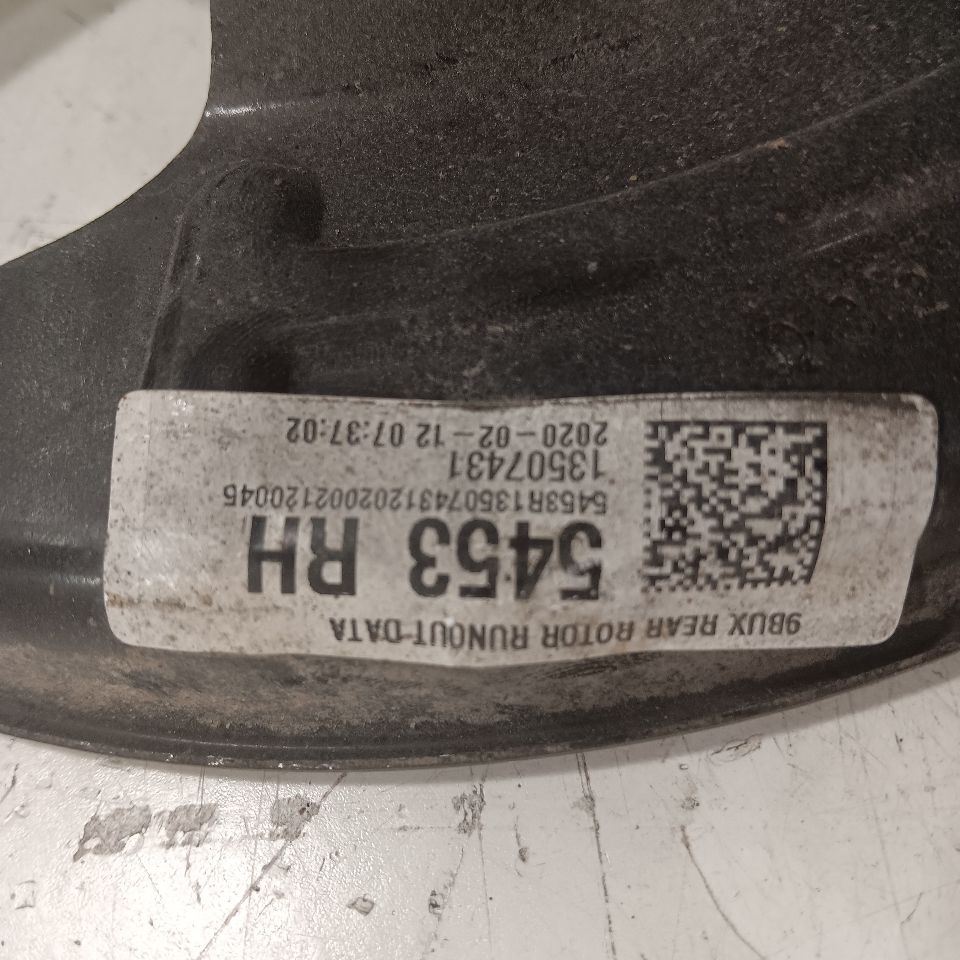 9BUX REAR ROTOR RUNOUT DATA
5453 RH
5453R13507431202002120045
13507431
2020-02-12 07:37:02